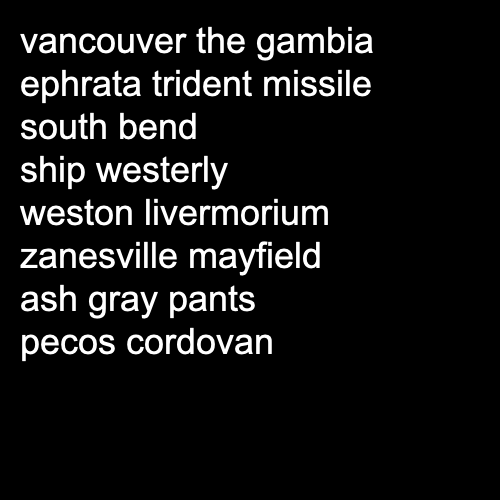 vancouver the gambia
ephrata trident missile
south bend
ship westerly
weston livermorium
zanesville mayfield
ash gray pants
pecos cordovan